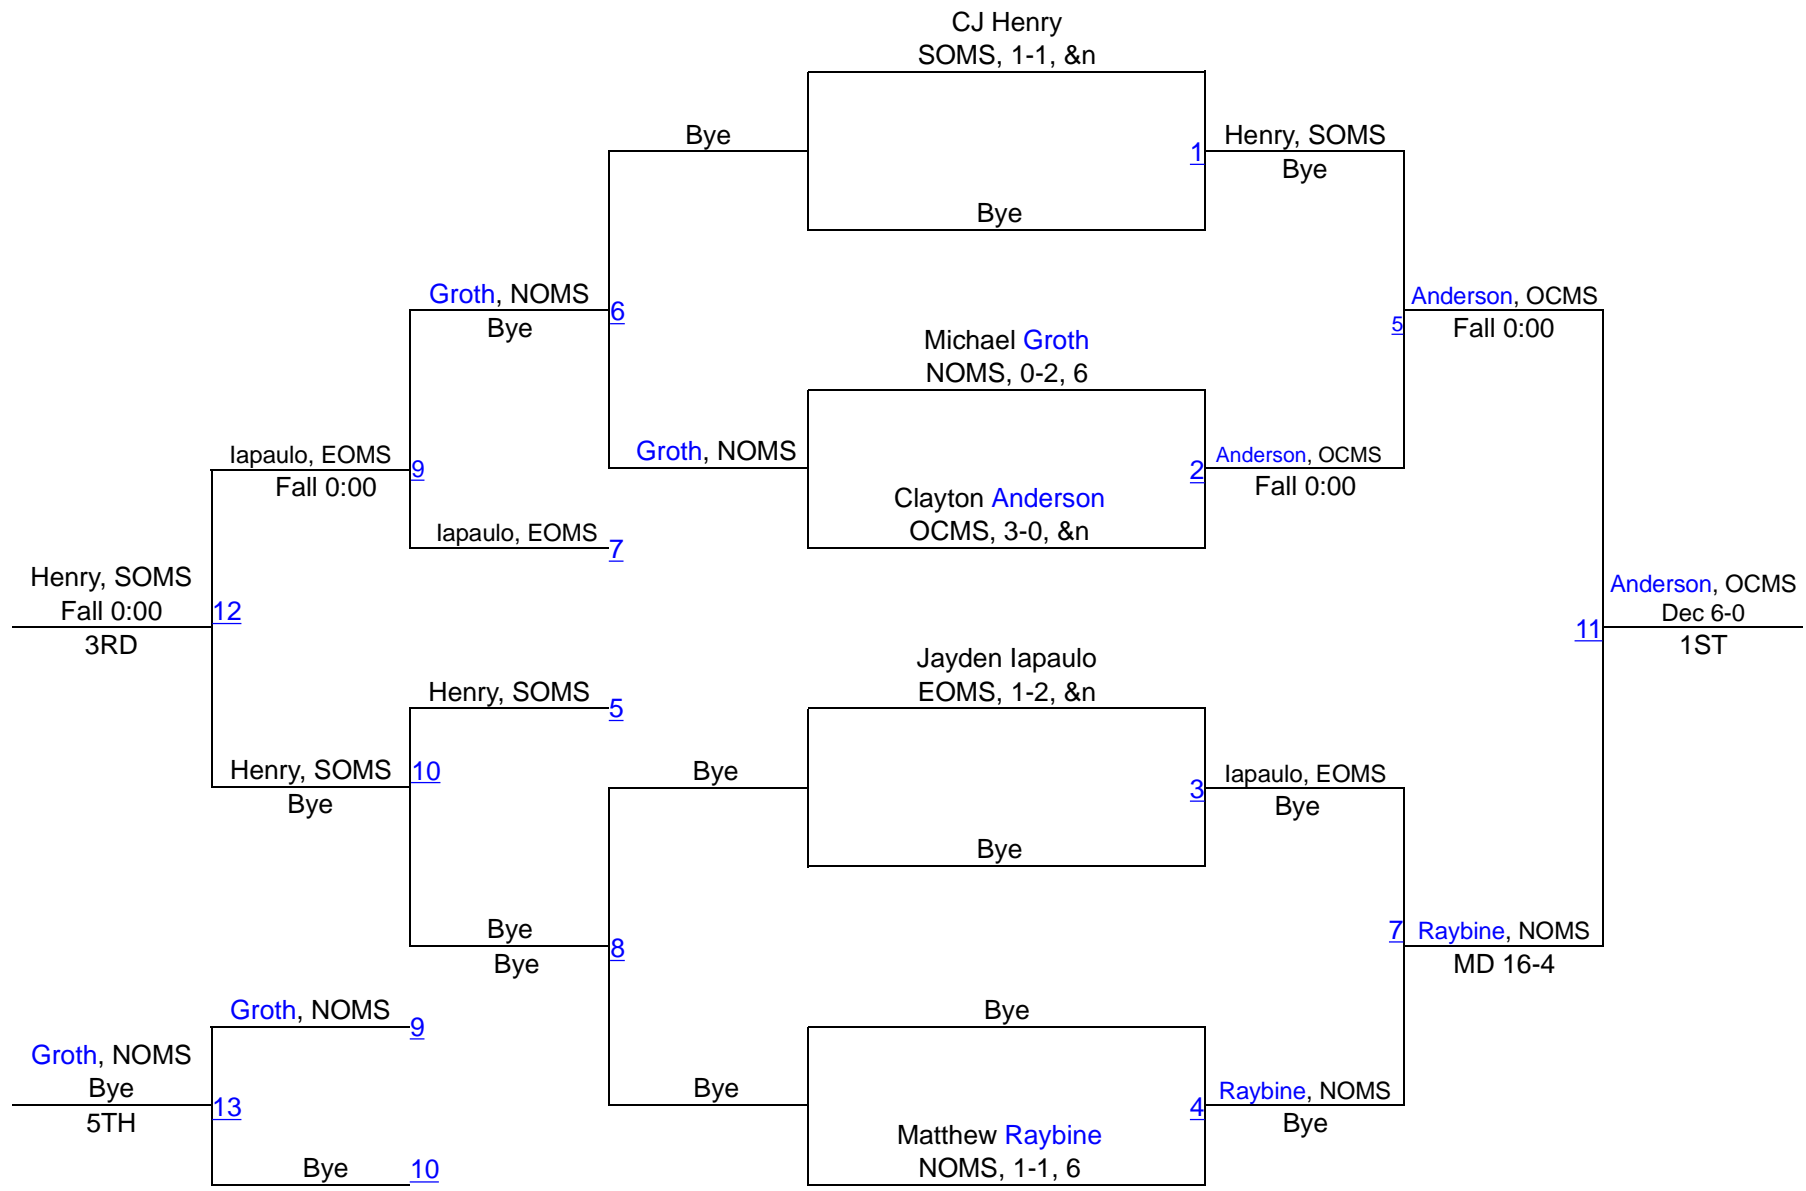 CJ Henry
SOMS, 1-1, &n
Bye
1
Henry, SOMS
Bye
Bye
Groth, NOMS
Bye
6
Anderson, OCMS
Fall 0:00
5
Michael Groth
NOMS, 0-2, 6
Groth, NOMS
Clayton Anderson
OCMS, 3-0, &n
2
Anderson, OCMS
Fall 0:00
Iapaulo, EOMS
Fall 0:00
9
Iapaulo, EOMS
7
Henry, SOMS
Fall 0:00
3RD
12
Anderson, OCMS
Dec 6-0
1ST
11
Jayden Iapaulo
EOMS, 1-2, &n
Henry, SOMS
5
Henry, SOMS
Bye
10
Bye
3
Iapaulo, EOMS
Bye
Bye
Bye
Bye
8
7
Raybine, NOMS
MD 16-4
Groth, NOMS
9
Bye
Groth, NOMS
Bye
5TH
13
Bye
4
Raybine, NOMS
Bye
Matthew Raybine
NOMS, 1-1, 6
Bye
10